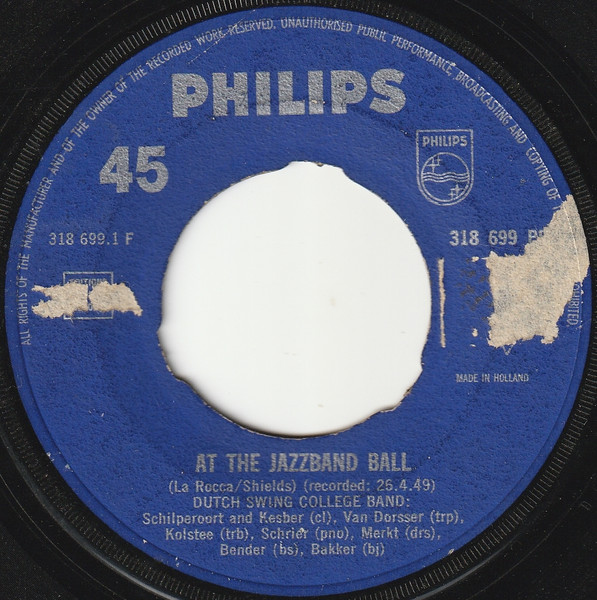 ALL RIGHTS OF THE MANUFACTURER AND OF THE OWNER OF THE RECORDED WORK RESERVED. UNAUTHORISED PUBLIC PERFORMANCE, BROADCASTING AND COPYING OF
PHILIPS
45
PHILIPS
318 699.1 F
318 699
MADE IN HOLLAND
AT THE JAZZBAND BALL
(La Rocca/Shields) (recorded: 26.4.49)
DUTCH SWING COLLEGE BAND:
Schilperoort and Kesber (cl), Van Dorsser (trp),
Kolstee (trb), Schrier (pno), Merkt (drs),
Bender (bs), Bakker (bj)